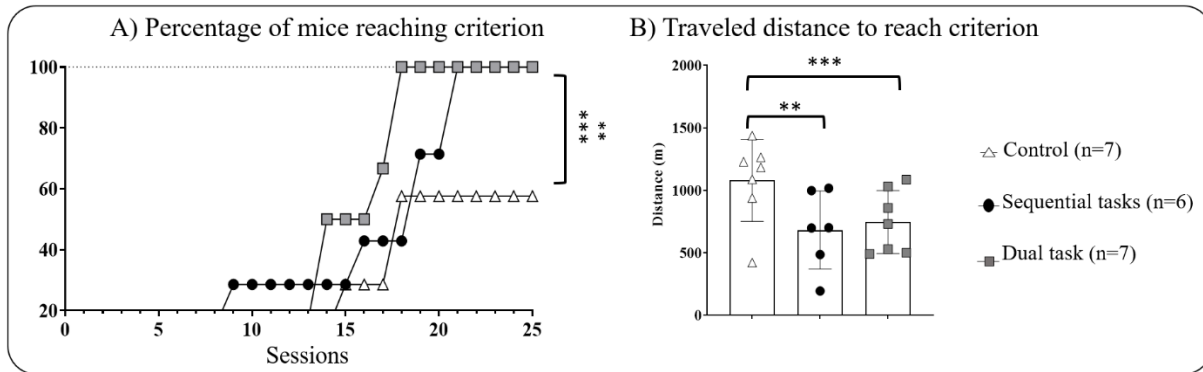 A) Percentage of mice reaching criterion
100
80
60
40
20
0
5
10
15
20
25
Sessions
***
**
B) Traveled distance to reach criterion
2000
1500
1000
500
0
Distance (m)
***
**
Control (n=7)
Sequential tasks (n=6)
Dual task (n=7)